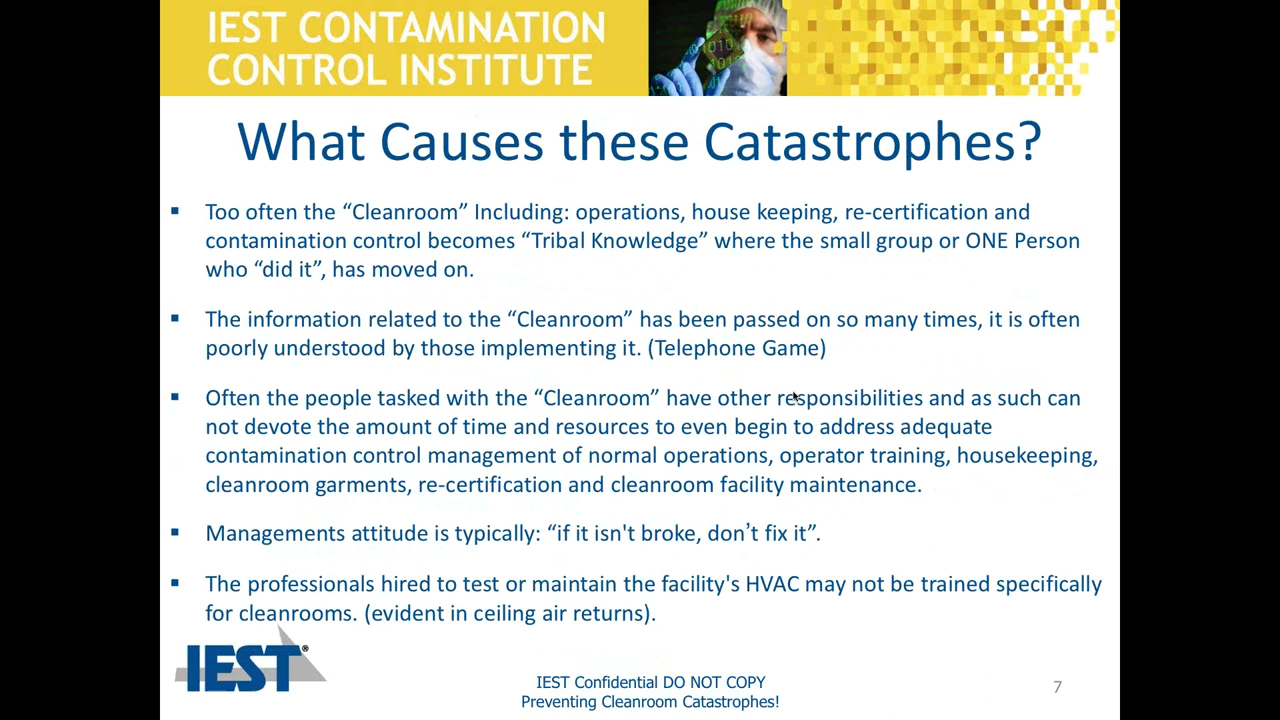 IEST CONTAMINATION
CONTROL INSTITUTE
What Causes these Catastrophes?
▪ Too often the “Cleanroom” Including: operations, house keeping, re-certification and
contamination control becomes “Tribal Knowledge” where the small group or ONE Person
who “did it”, has moved on.
▪ The information related to the “Cleanroom” has been passed on so many times, it is often
poorly understood by those implementing it. (Telephone Game)
▪ Often the people tasked with the “Cleanroom” have other responsibilities and as such can
not devote the amount of time and resources to even begin to address adequate
contamination control management of normal operations, operator training, housekeeping,
cleanroom garments, re-certification and cleanroom facility maintenance.
▪ Managements attitude is typically: “if it isn't broke, don’t fix it”.
▪ The professionals hired to test or maintain the facility's HVAC may not be trained specifically
for cleanrooms. (evident in ceiling air returns).
IEST®
IEST Confidential DO NOT COPY
Preventing Cleanroom Catastrophes!
7